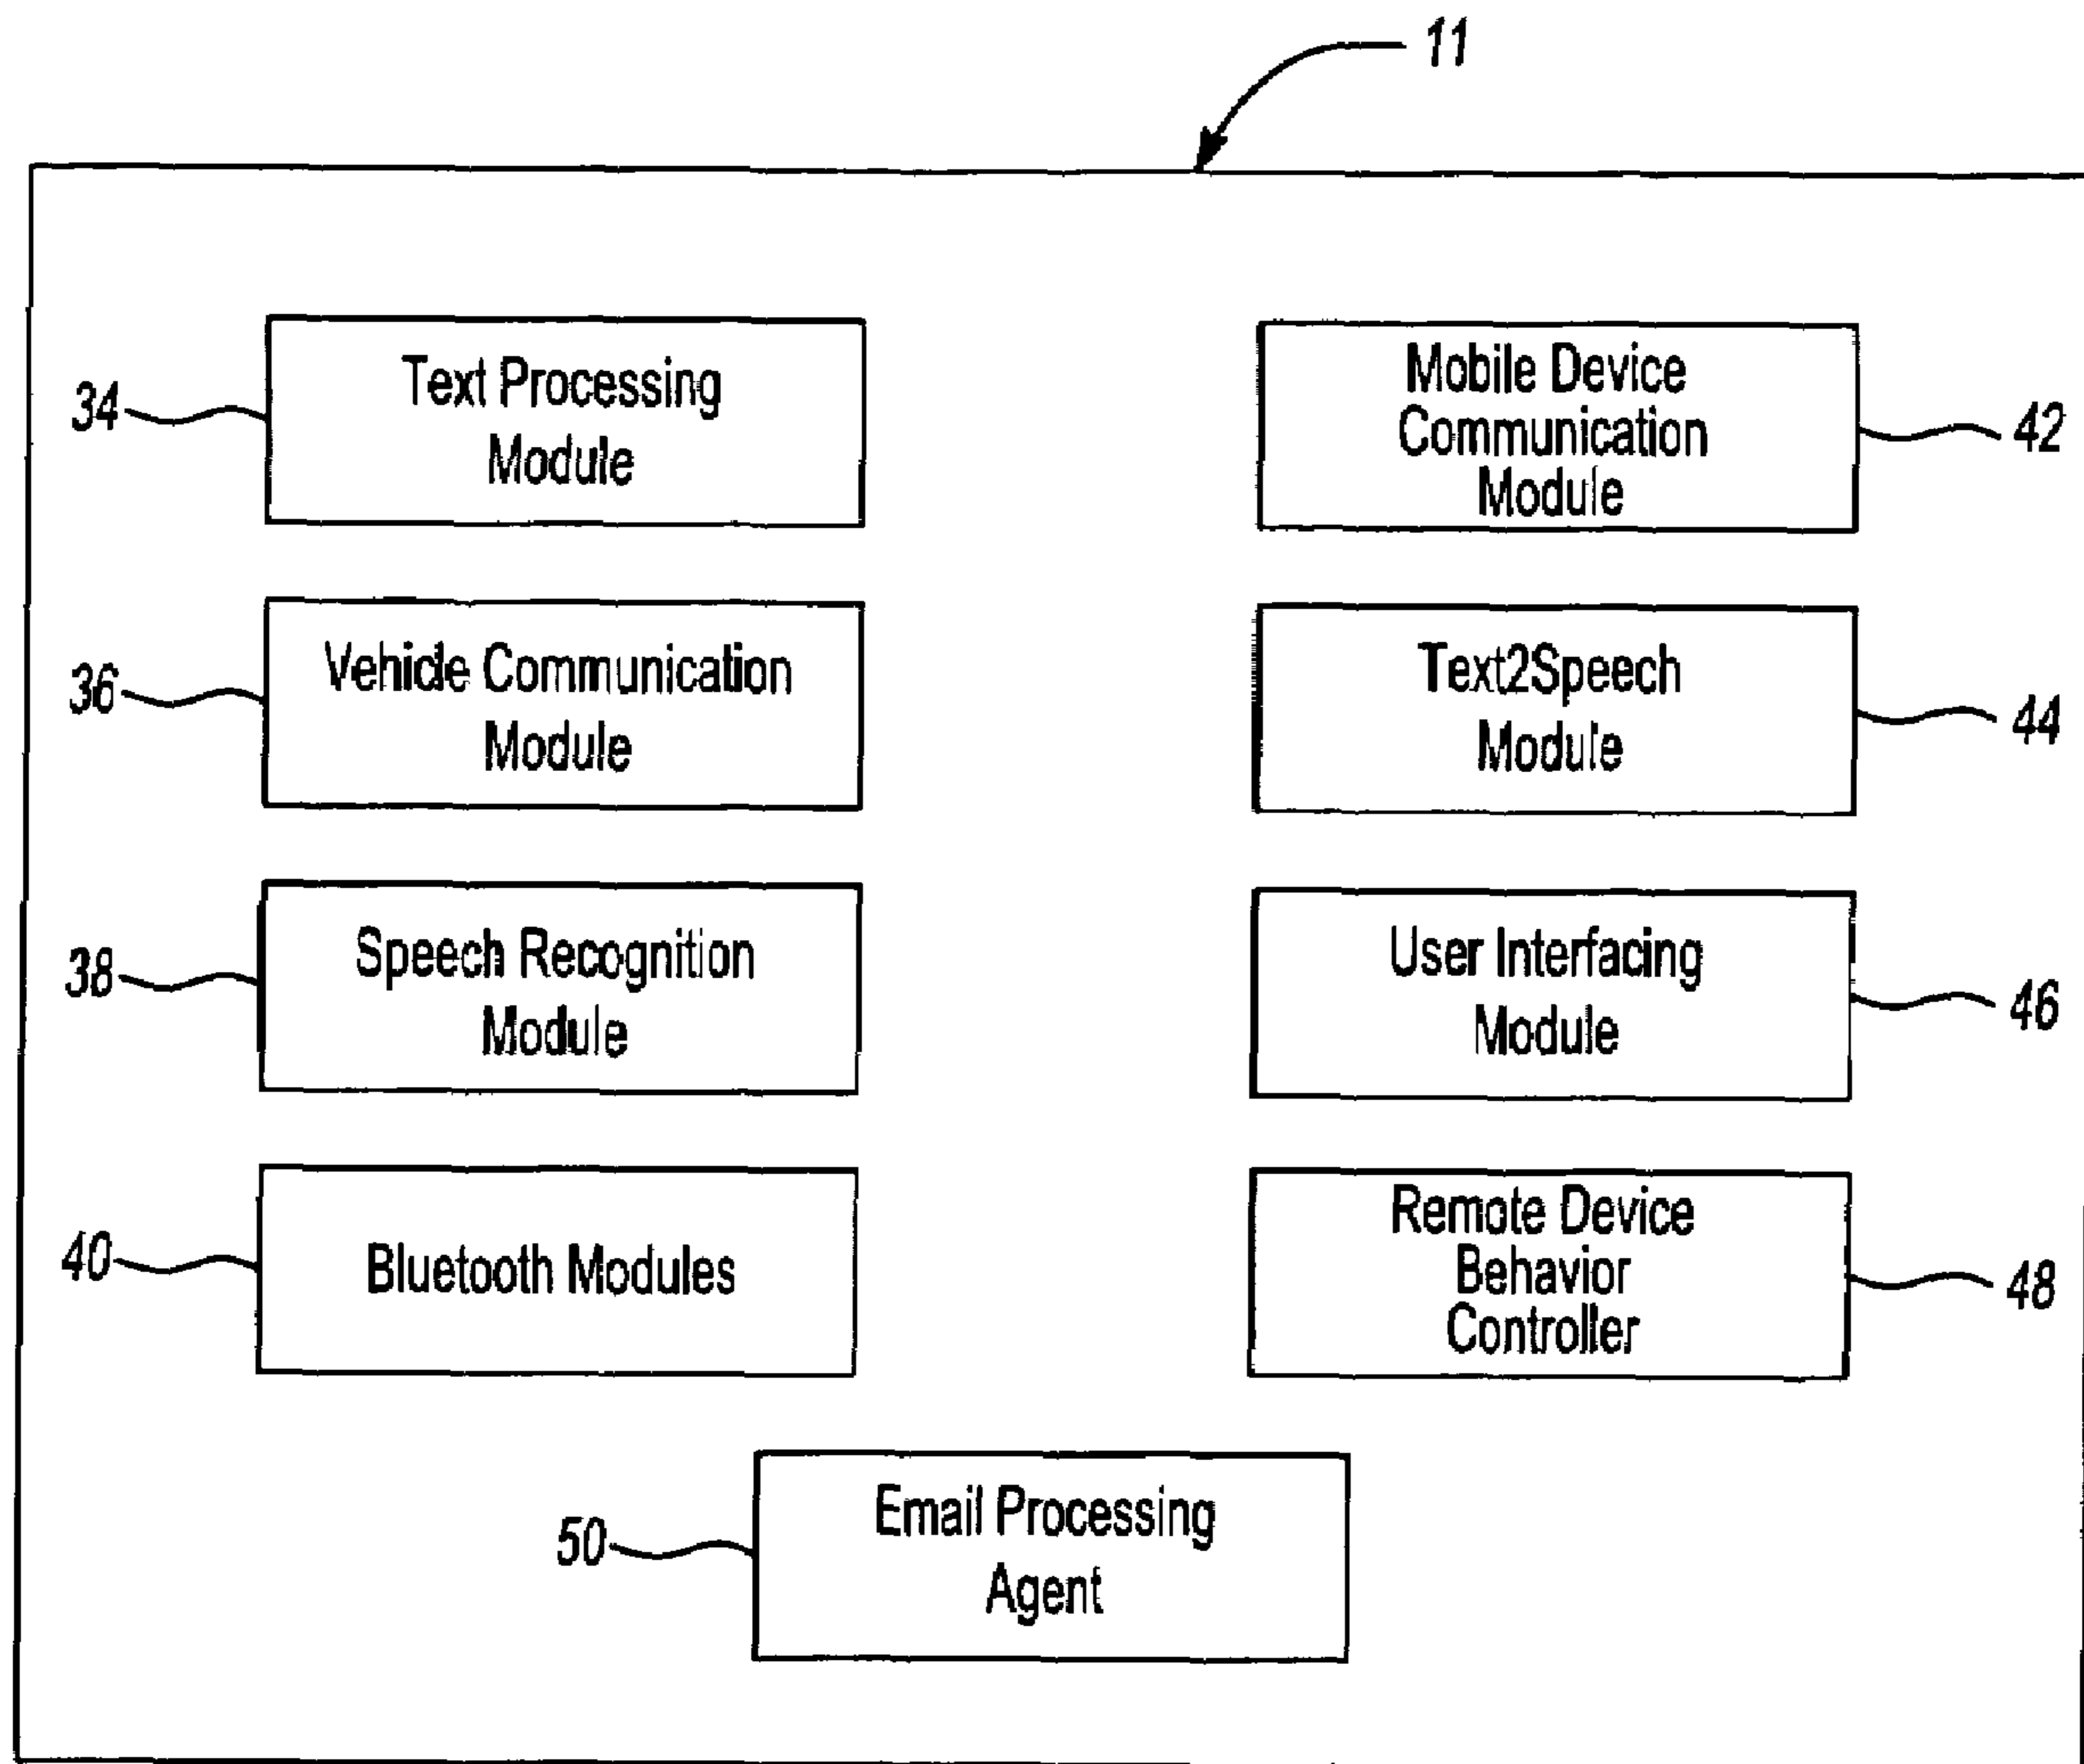 11
34
Text Processing
Module
Mobile Device
Communication
Module
42
36
Vehicle Communication
Module
Text2Speech
Module
44
38
Speech Recognition
Module
User Interfacing
Module
46
40
Bluetooth Modules
Remote Device
Behavior
Controller
48
50
Email Processing
Agent